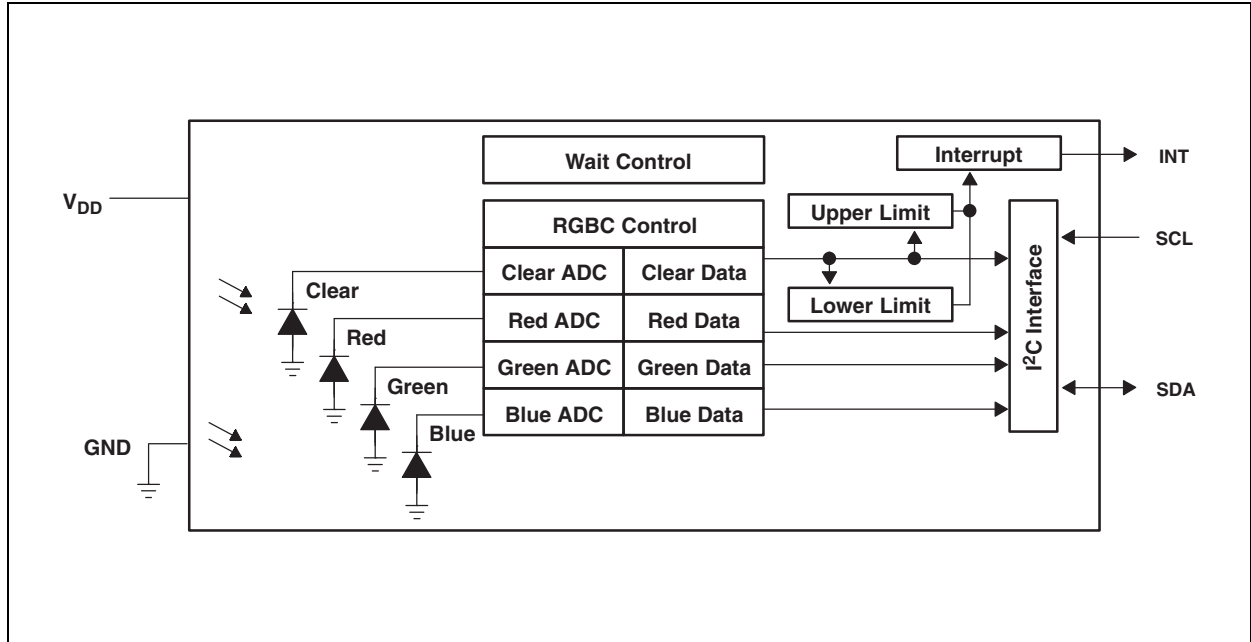 Wait Control
Interrupt
INT
V_DD
Upper Limit
RGBC Control
SCL
Clear ADC
Clear Data
Clear
Lower Limit
Red ADC
Red Data
Red
I²C Interface
Green ADC
Green Data
Green
SDA
Blue ADC
Blue Data
Blue
GND